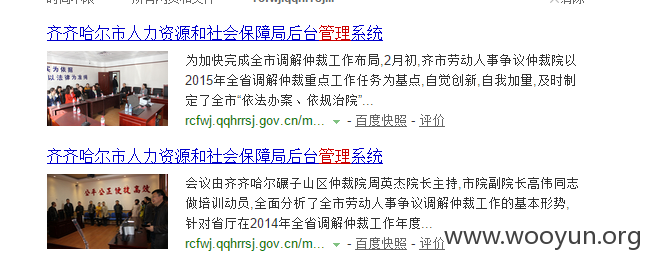 齐齐哈尔市人力资源和社会保障局后台管理系统
为加快完成全市调解仲裁工作布局,2月初,齐市劳动人事争议仲裁院以
2015年全省调解仲裁重点工作任务为基点,自觉创新,自我加量,及时制
定了全市“依法办案、依规治院”...
rcfwj.qqhrrsj.gov.cn/m... - 百度快照 - 评价
齐齐哈尔市人力资源和社会保障局后台管理系统
公平公正便捷高效
会议由齐齐哈尔碾子山区仲裁院周英杰院长主持,市院副院长高伟同志
做培训动员,全面分析了全市劳动人事争议调解仲裁工作的基本形势,
针对省厅在2014年全省调解仲裁工作年度...
rcfwj.qqhrrsj.gov.cn/m... - 百度快照 - 评价
www.wooyun.org